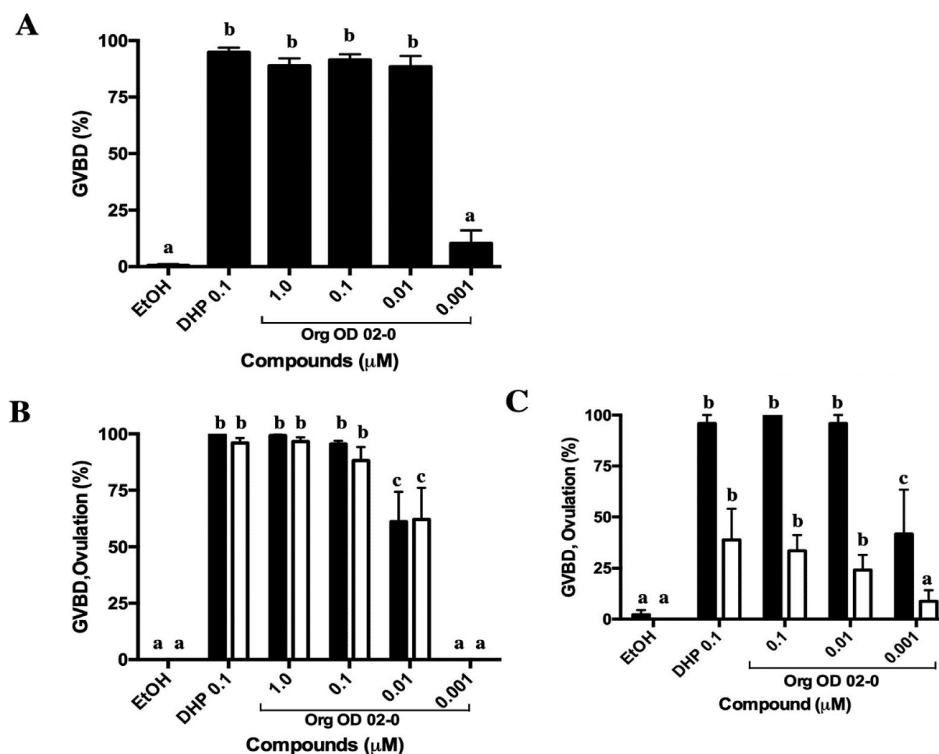 A
b b b b
100
75
50
25
0
GVBD (%)
a a
EtOH DHP 0.1 1.0 0.1 0.01 0.001
Org OD 02-0
Compounds (μM)
B
b b b b b b
100
75
50
25
0
GVBD,Ovulation (%)
c c
a a a a
EtOH DHP 0.1 1.0 0.1 0.01 0.001
Org OD 02-0
Compounds (μM)
C
b b b
100
75
50
25
0
GVBD, Ovulation (%)
c
b b b
a a a
EtOH DHP 0.1 0.1 0.01 0.001
Org OD 02-0
Compound (μM)